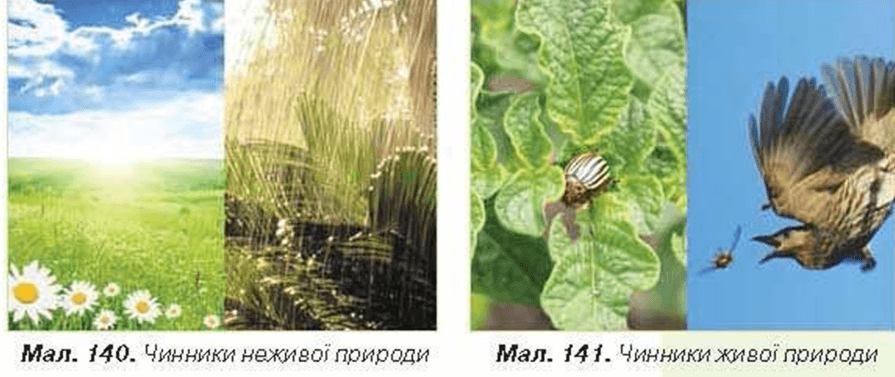 Мал. 140. Чинники неживої природи
Мал. 141. Чинники живої природи